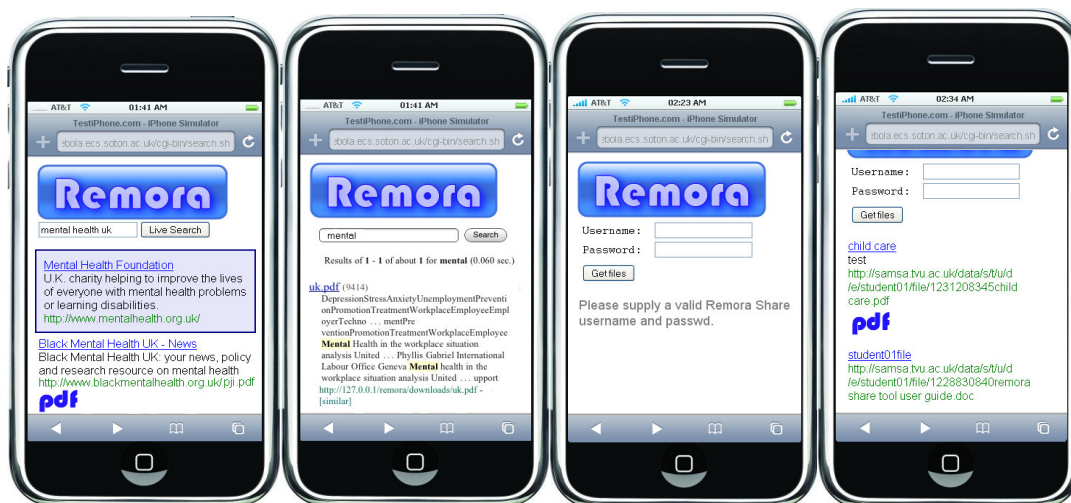 AT&T 01:41 AM
TestiPhone.com - iPhone Simulator
ebola.ecs.soton.ac.uk/cgi-bin/search.sh
Remora
mental health uk Live Search
Mental Health Foundation
U.K. charity helping to improve the lives
of everyone with mental health problems
or learning disabilities.
http://www.mentalhealth.org.uk/
Black Mental Health UK - News
Black Mental Health UK: your news, policy
and research resource on mental health
http://www.blackmentalhealth.org.uk/pji.pdf
pdf
AT&T 01:41 AM
TestiPhone.com - iPhone Simulator
ebola.ecs.soton.ac.uk/cgi-bin/search.sh
Remora
mental Search
Results of 1 - 1 of about 1 for mental (0.060 sec.)
uk.pdf (9414)
DepressionStressAnxietyUnemploymentPreventi
onPromotionTreatmentWorkplaceEmployeeEmpl
oyerTechno ... mentPre
ventionPromotionTreatmentWorkplaceEmployee
Mental Health in the workplace situation
analysis United ... Phyllis Gabriel International
Labour Office Geneva Mental health in the
workplace situation analysis United ... upport
http://127.0.0.1/remora/downloads/uk.pdf -
[similar]
AT&T 02:23 AM
TestiPhone.com - iPhone Simulator
ebola.ecs.soton.ac.uk/cgi-bin/search.sh
Remora
Username:
Password:
Get files
Please supply a valid Remora Share
username and passwd.
AT&T 02:34 AM
TestiPhone.com - iPhone Simulator
ebola.ecs.soton.ac.uk/cgi-bin/search.sh
Username:
Password:
Get files
child care
test
http://samsa.tvu.ac.uk/data/s/t/u/d
/e/student01/file/1231208345child
care.pdf
pdf
student01file
http://samsa.tvu.ac.uk/data/s/t/u/d
/e/student01/file/1228830840remora
share tool user guide.doc